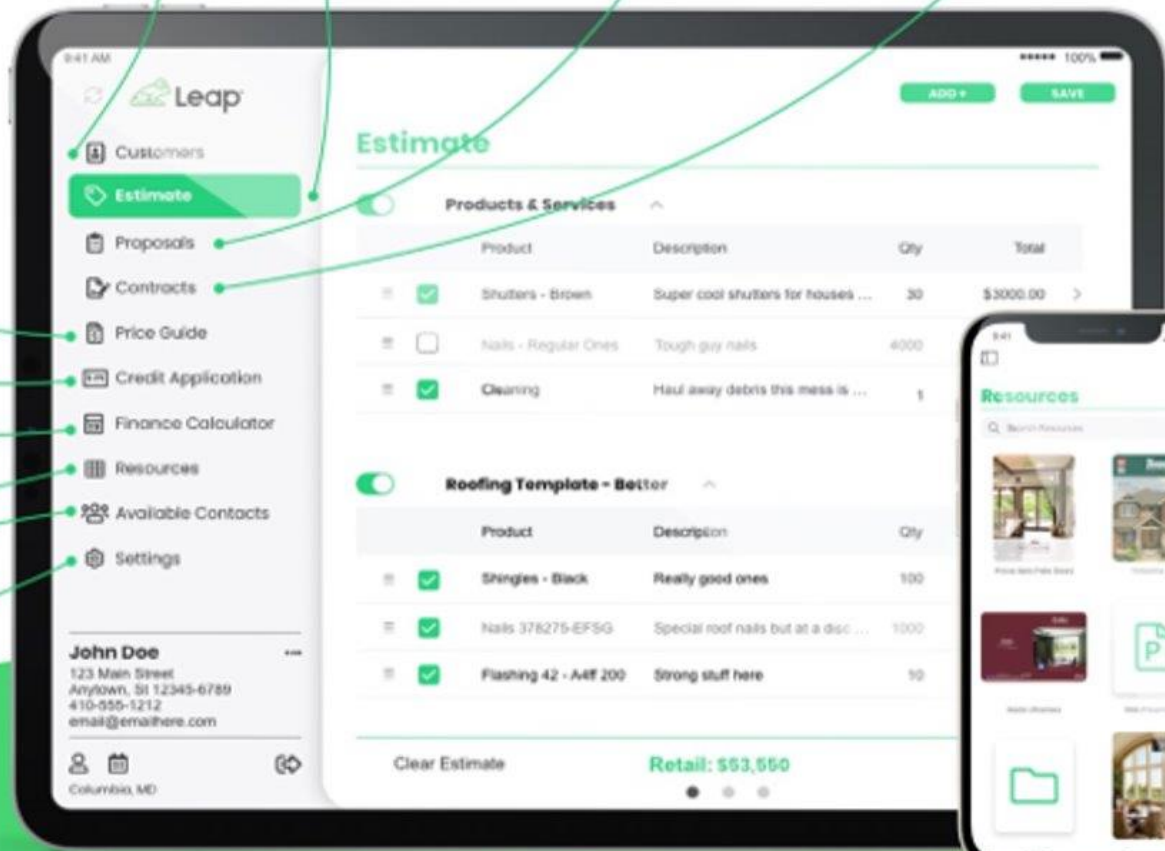 9:41 AM
100%
Leap
ADD +
SAVE
Customers
Estimate
Proposals
Contracts
Price Guide
Credit Application
Finance Calculator
Resources
Available Contacts
Settings
John Doe
123 Main Street
Anytown, St 12345-6789
410-555-1212
email@emailhere.com
Columbia, MD
Estimate
Products & Services
Product Description Qty Total
Shutters - Brown Super cool shutters for houses ... 30 $3000.00
Nails - Regular Ones Tough guy nails 4000
Cleaning Haul away debris this mess is ... 1
Roofing Template - Better
Product Description Qty
Shingles - Black Really good ones 100
Nails 378275-EFSG Special roof nails but at a disc ... 1000
Flashing 42 - A4ff 200 Strong stuff here 10
Clear Estimate Retail: $53,550
9:41
Resources
Search Resources